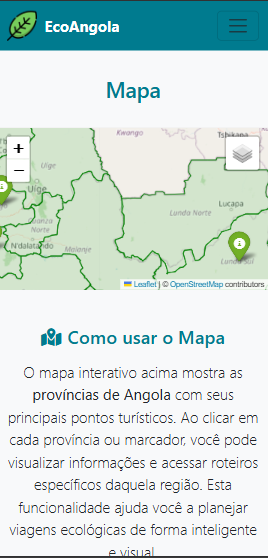 EcoAngola
Mapa
+
−
Kwango
Tshikapa
Uíge
Uíge
Lucapa
Lunda Norte
N'dalatando
Malanje
Lunda Sul
Leaflet | © OpenStreetMap contributors
Como usar o Mapa
O mapa interativo acima mostra as
províncias de Angola com seus
principais pontos turísticos. Ao clicar em
cada província ou marcador, você pode
visualizar informações e acessar roteiros
específicos daquela região. Esta
funcionalidade ajuda você a planejar
viagens ecológicas de forma inteligente
e visual.